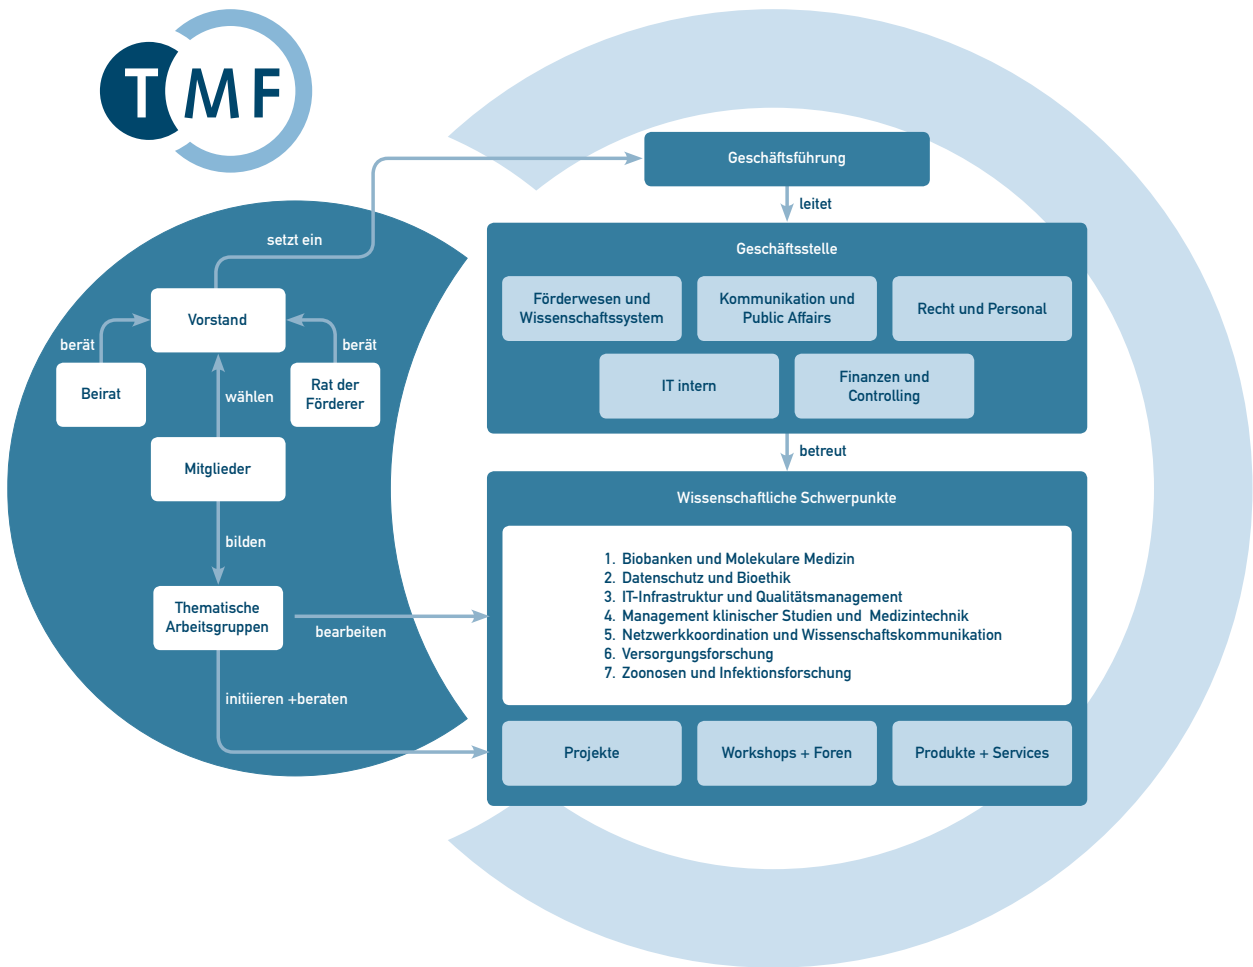 TMF
Geschäftsführung
leitet
setzt ein
Geschäftsstelle
Förderwesen und
Wissenschaftssystem
Kommunikation und
Public Affairs
Recht und Personal
IT intern
Finanzen und
Controlling
Vorstand
berät
berät
Beirat
wählen
Rat der
Förderer
Mitglieder
betreut
bilden
Wissenschaftliche Schwerpunkte
1. Biobanken und Molekulare Medizin
2. Datenschutz und Bioethik
3. IT-Infrastruktur und Qualitätsmanagement
4. Management klinischer Studien und Medizintechnik
5. Netzwerkkoordination und Wissenschaftskommunikation
6. Versorgungsforschung
7. Zoonosen und Infektionsforschung
Thematische
Arbeitsgruppen
bearbeiten
initiieren +beraten
Projekte
Workshops + Foren
Produkte + Services